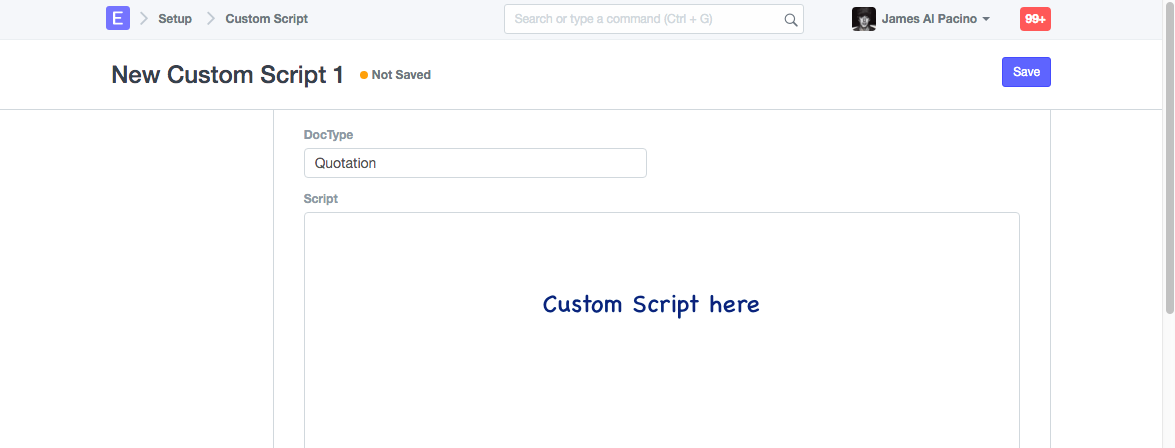 E Setup Custom Script Search or type a command (Ctrl + G) James Al Pacino 99+
New Custom Script 1 Not Saved Save
DocType
Quotation
Script
Custom Script here